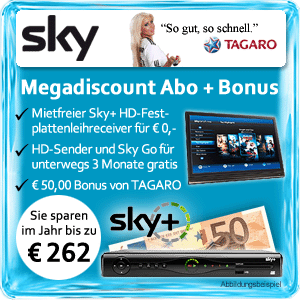 sky
“So gut, so schnell.”
TAGARO
Megadiscount Abo + Bonus
Mietfreier Sky+ HD-Fest-
plattenleihreceiver für € 0,-
HD-Sender und Sky Go für
unterwegs 3 Monate gratis
€ 50,00 Bonus von TAGARO
Sie sparen
im Jahr bis zu
€ 262
sky+
50
Abbildungsbeispiel